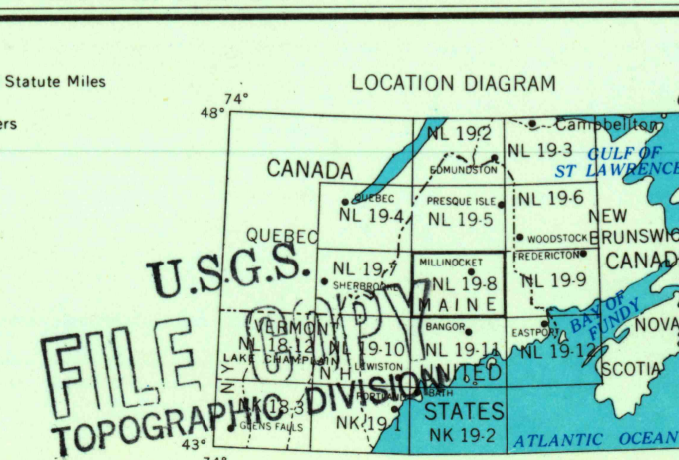 Statute Miles
LOCATION DIAGRAM
74°
48°
NL 19-2
Campbellton
NL 19-3
GULF OF
ST LAWRENCE
EDMUNDSTON
CANADA
QUEBEC
NL 19-4
PRESQUE ISLE
NL 19-5
NL 19-6
NEW
BRUNSWIC
QUEBEC
WOODSTOCK
FREDERICTON
CANAD
U.S.G.S.
NL 19-7
SHERBROOKE
MILLINOCKET
NL 19-8
MAINE
NL 19-9
BAY OF
FUNDY
NOVA
SCOTIA
FILE COPY
VERMONT
NL 18-12
LAKE CHAMPLAIN
NL 19-10
LEWISTON
BANGOR
NL 19-11
EASTPORT
NL 19-12
N Y
N H
UNITED
STATES
TOPOGRAPHIC DIVISION
NK 18-3
GLENS FALLS
PORTLAND
NK 19-1
BATH
NK 19-2
ATLANTIC OCEAN
43°
74°